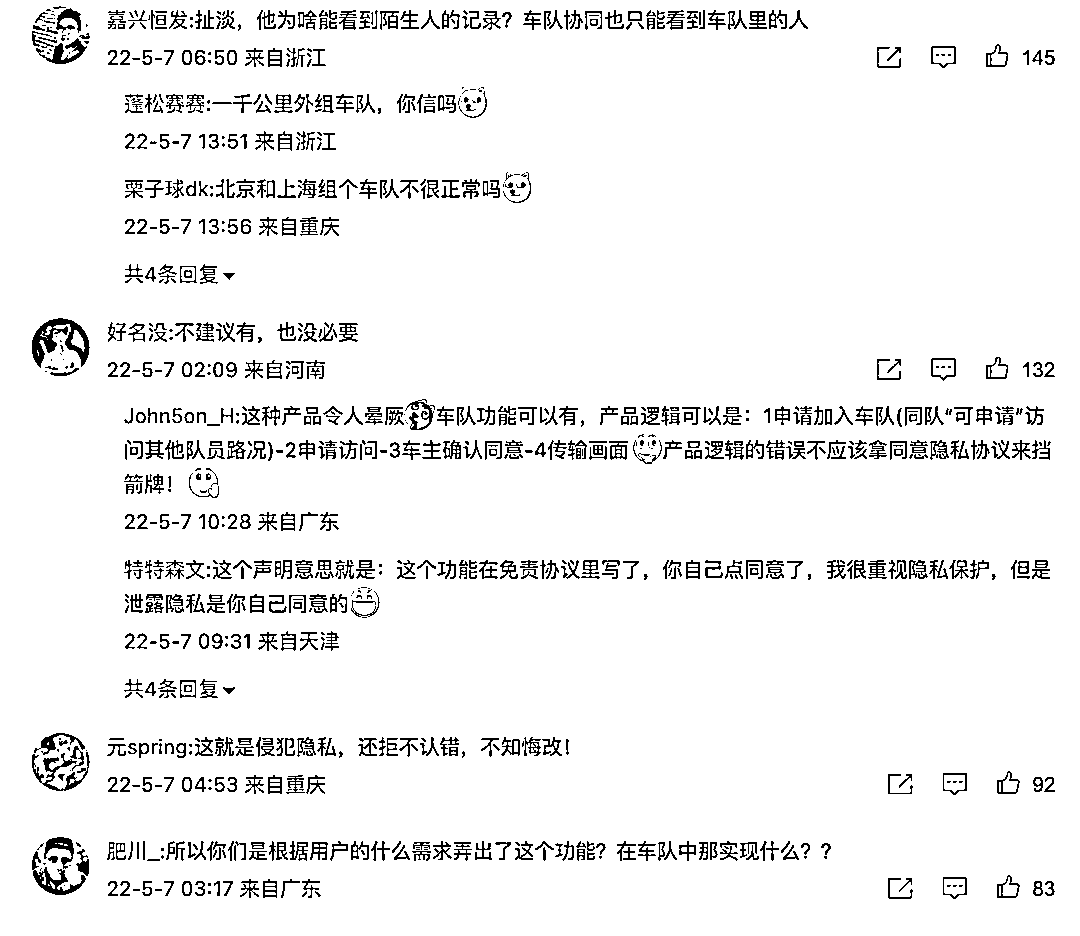 嘉兴恒发:扯淡，他为啥能看到陌生人的记录？车队协同也只能看到车队里的人
22-5-7 06:50 来自浙江
145
蓬松赛赛:一千公里外组车队，你信吗
22-5-7 13:51 来自浙江
栗子球dk:北京和上海组个车队不很正常吗
22-5-7 13:56 来自重庆
共4条回复
好名没:不建议有，也没必要
22-5-7 02:09 来自河南
132
John5on_H:这种产品令人晕厥车队功能可以有，产品逻辑可以是：1申请加入车队(同队“可申请”访
问其他队员路况)-2申请访问-3车主确认同意-4传输画面产品逻辑的错误不应该拿同意隐私协议来挡
箭牌！
22-5-7 10:28 来自广东
特特森文:这个声明意思就是：这个功能在免责协议里写了，你自己点同意了，我很重视隐私保护，但是
泄露隐私是你自己同意的
22-5-7 09:31 来自天津
共4条回复
元spring:这就是侵犯隐私，还拒不认错，不知悔改！
22-5-7 04:53 来自重庆
92
肥川_:所以你们是根据用户的什么需求弄出了这个功能？在车队中那实现什么？？
22-5-7 03:17 来自广东
83